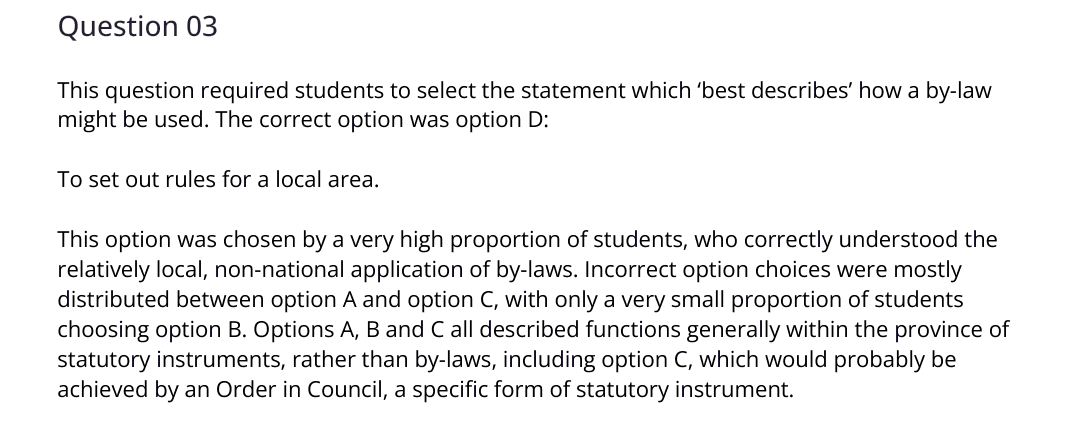 Question 03
This question required students to select the statement which ‘best describes’ how a by-law
might be used. The correct option was option D:
To set out rules for a local area.
This option was chosen by a very high proportion of students, who correctly understood the
relatively local, non-national application of by-laws. Incorrect option choices were mostly
distributed between option A and option C, with only a very small proportion of students
choosing option B. Options A, B and C all described functions generally within the province of
statutory instruments, rather than by-laws, including option C, which would probably be
achieved by an Order in Council, a specific form of statutory instrument.